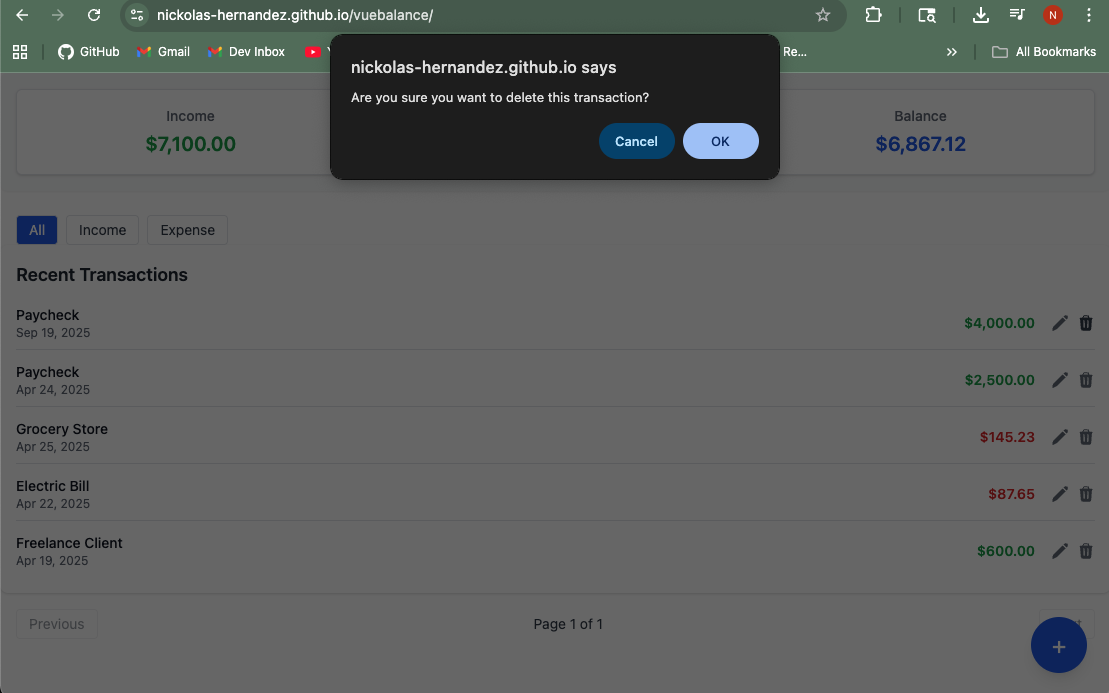 nickolas-hernandez.github.io/vuebalance/
N
GitHub
Gmail
Dev Inbox
Re...
All Bookmarks
nickolas-hernandez.github.io says
Are you sure you want to delete this transaction?
Cancel
OK
Income
$7,100.00
Balance
$6,867.12
All
Income
Expense
Recent Transactions
Paycheck
Sep 19, 2025
$4,000.00
Paycheck
Apr 24, 2025
$2,500.00
Grocery Store
Apr 25, 2025
$145.23
Electric Bill
Apr 22, 2025
$87.65
Freelance Client
Apr 19, 2025
$600.00
Previous
Page 1 of 1
+